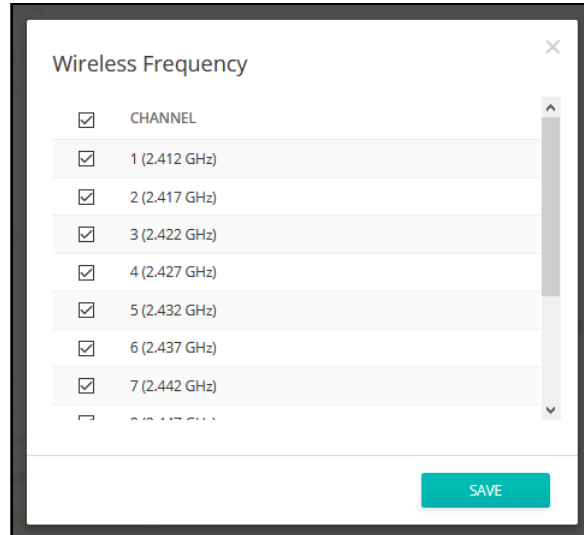 Wireless Frequency
CHANNEL
1 (2.412 GHz)
2 (2.417 GHz)
3 (2.422 GHz)
4 (2.427 GHz)
5 (2.432 GHz)
6 (2.437 GHz)
7 (2.442 GHz)
SAVE